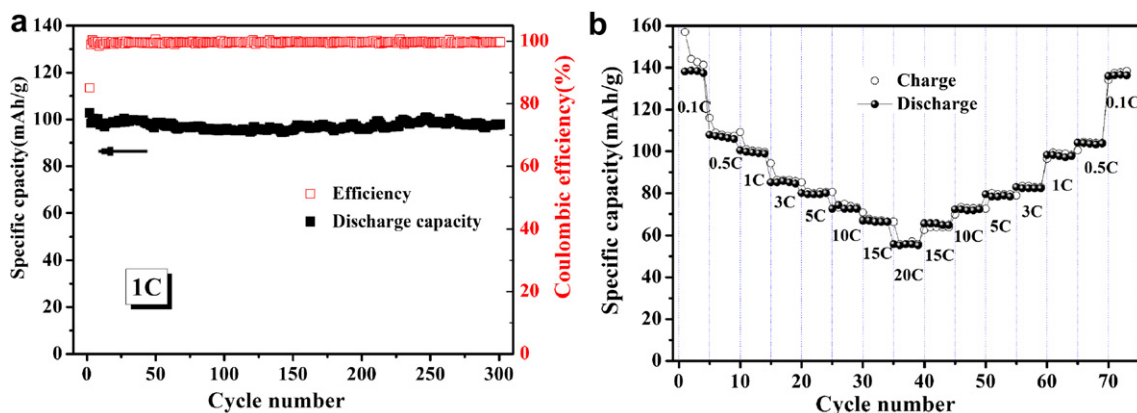 a
140
120
100
80
60
40
20
0
Specific cpacity(mAh/g)
Efficiency
Discharge capacity
1C
0 50 100 150 200 250 300
Cycle number
100
80
60
40
20
0
Coulombic efficiency(%)
b
160
140
120
100
80
60
40
20
0
Specific capacity(mAh/g)
Charge
Discharge
0.1C
0.5C
1C
3C
5C
10C
15C
20C
15C
10C
5C
3C
1C
0.5C
0.1C
0 10 20 30 40 50 60 70
Cycle number